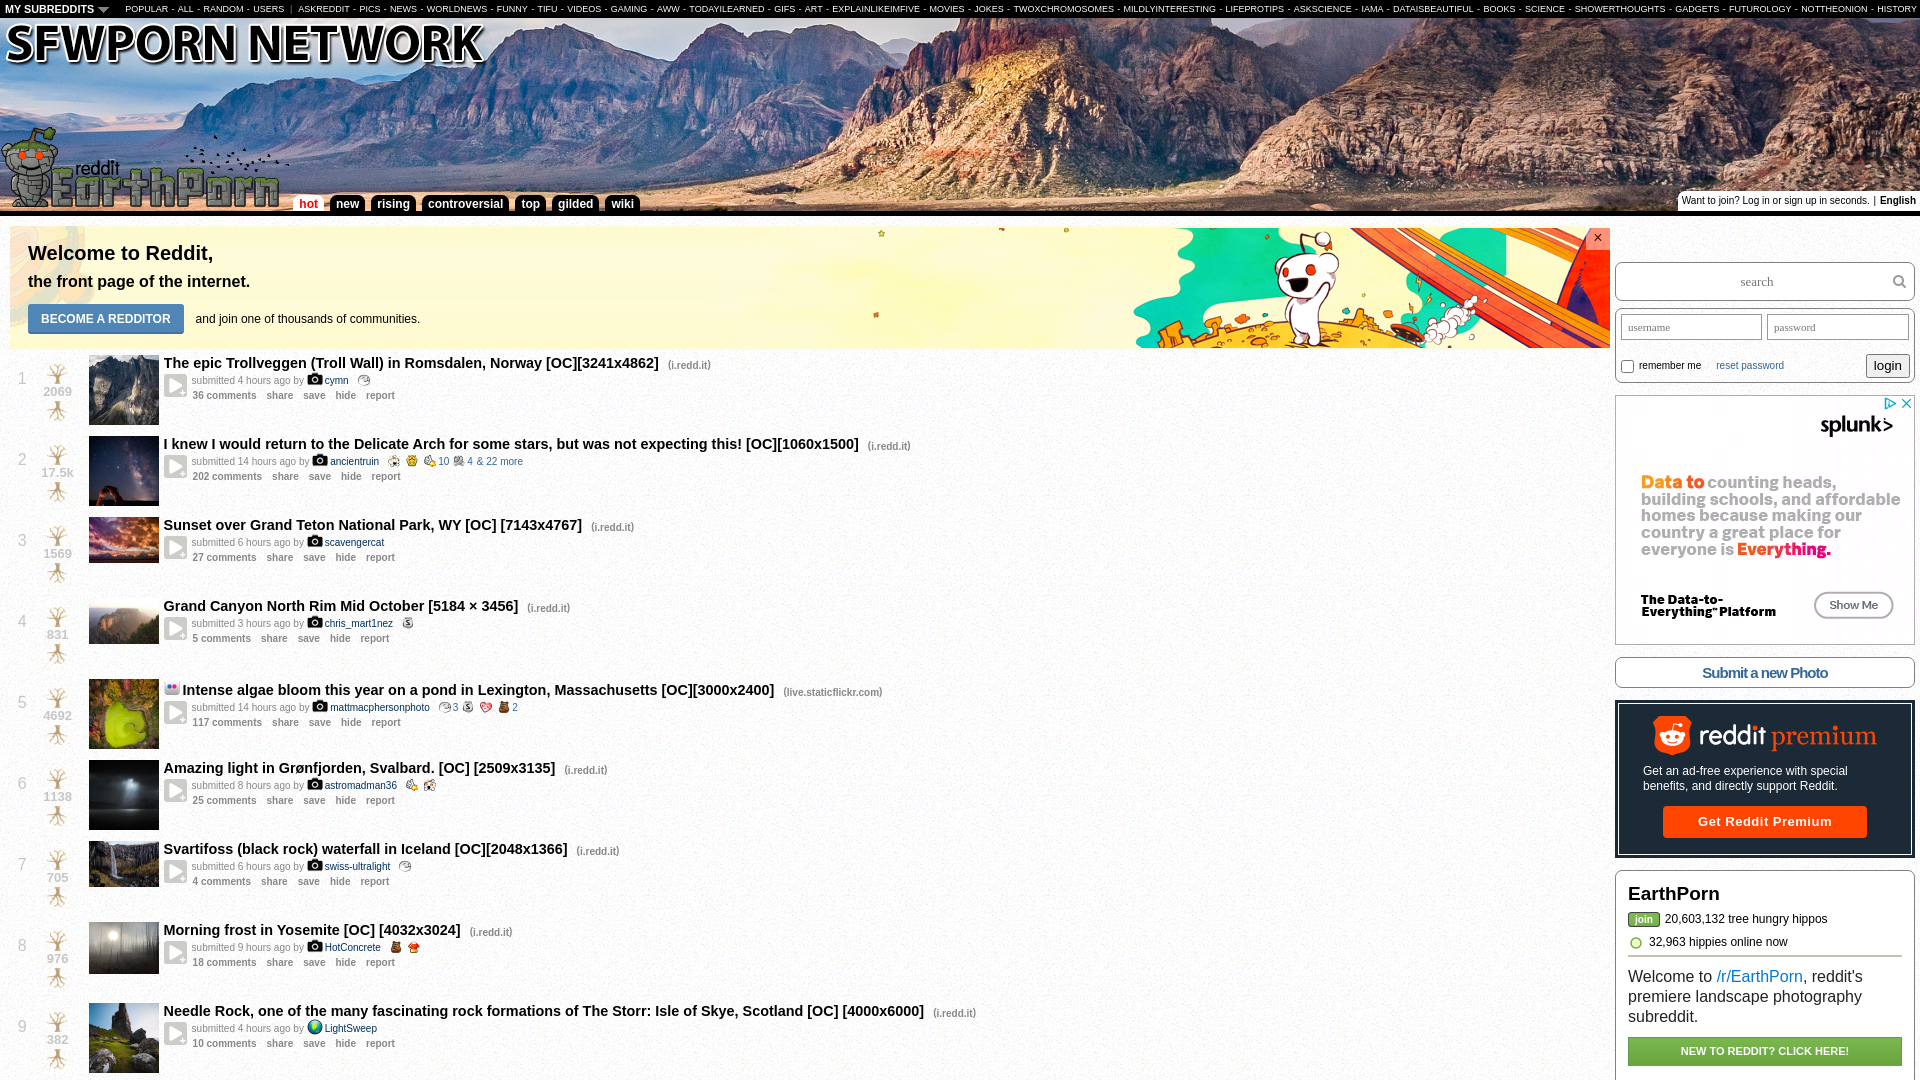 MY SUBREDDITS POPULAR - ALL - RANDOM - USERS | ASKREDDIT - PICS - NEWS - WORLDNEWS - FUNNY - TIFU - VIDEOS - GAMING - AWW - TODAYILEARNED - GIFS - ART - EXPLAINLIKEIMFIVE - MOVIES - JOKES - TWOXCHROMOSOMES - MILDLYINTERESTING - LIFEPROTIPS - ASKSCIENCE - IAMA - DATAISBEAUTIFUL - BOOKS - SCIENCE - SHOWERTHOUGHTS - GADGETS - FUTUROLOGY - NOTTHEONION - HISTORY
SFWPORN NETWORK
reddit
EarthPorn
hot new rising controversial top gilded wiki
Want to join? Log in or sign up in seconds. | English
Welcome to Reddit,
the front page of the internet.
BECOME A REDDITOR and join one of thousands of communities.
×
1
2069
The epic Trollveggen (Troll Wall) in Romsdalen, Norway [OC][3241x4862] (i.redd.it)
submitted 4 hours ago by cymn
36 comments share save hide report
2
17.5k
I knew I would return to the Delicate Arch for some stars, but was not expecting this! [OC][1060x1500] (i.redd.it)
submitted 14 hours ago by ancientruin 10 4 & 22 more
202 comments share save hide report
3
1569
Sunset over Grand Teton National Park, WY [OC] [7143x4767] (i.redd.it)
submitted 6 hours ago by scavengercat
27 comments share save hide report
4
831
Grand Canyon North Rim Mid October [5184 × 3456] (i.redd.it)
submitted 3 hours ago by chris_mart1nez
5 comments share save hide report
5
4692
Intense algae bloom this year on a pond in Lexington, Massachusetts [OC][3000x2400] (live.staticflickr.com)
submitted 14 hours ago by mattmacphersonphoto 3 2
117 comments share save hide report
6
1138
Amazing light in Grønfjorden, Svalbard. [OC] [2509x3135] (i.redd.it)
submitted 8 hours ago by astromadman36
25 comments share save hide report
7
705
Svartifoss (black rock) waterfall in Iceland [OC][2048x1366] (i.redd.it)
submitted 6 hours ago by swiss-ultralight
4 comments share save hide report
8
976
Morning frost in Yosemite [OC] [4032x3024] (i.redd.it)
submitted 9 hours ago by HotConcrete
18 comments share save hide report
9
382
Needle Rock, one of the many fascinating rock formations of The Storr: Isle of Skye, Scotland [OC] [4000x6000] (i.redd.it)
submitted 4 hours ago by LightSweep
10 comments share save hide report
search
username password
remember me reset password login
splunk>
Data to counting heads,
building schools, and affordable
homes because making our
country a great place for
everyone is Everything.
The Data-to-
Everything™ Platform
Show Me
Submit a new Photo
reddit premium
Get an ad-free experience with special
benefits, and directly support Reddit.
Get Reddit Premium
EarthPorn
join 20,603,132 tree hungry hippos
32,963 hippies online now
Welcome to /r/EarthPorn, reddit's
premiere landscape photography
subreddit.
NEW TO REDDIT? CLICK HERE!